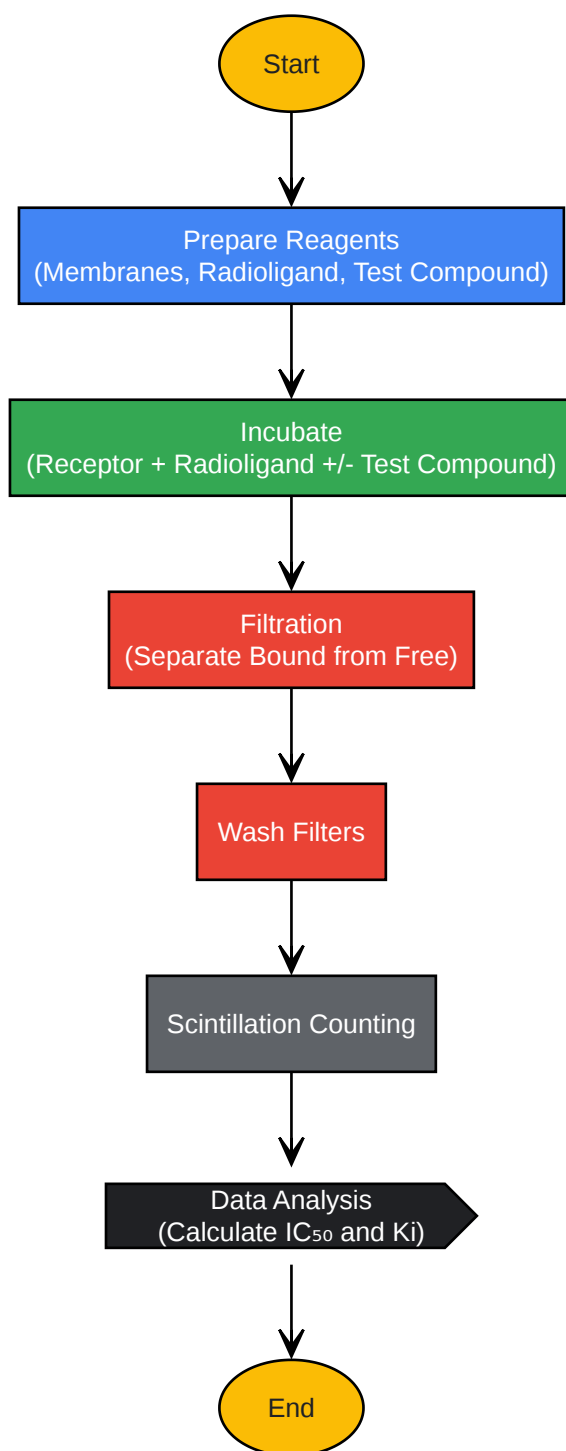 Start
Prepare Reagents
(Membranes, Radioligand, Test Compound)
Incubate
(Receptor + Radioligand +/- Test Compound)
Filtration
(Separate Bound from Free)
Wash Filters
Scintillation Counting
Data Analysis
(Calculate IC₅₀ and Ki)
End